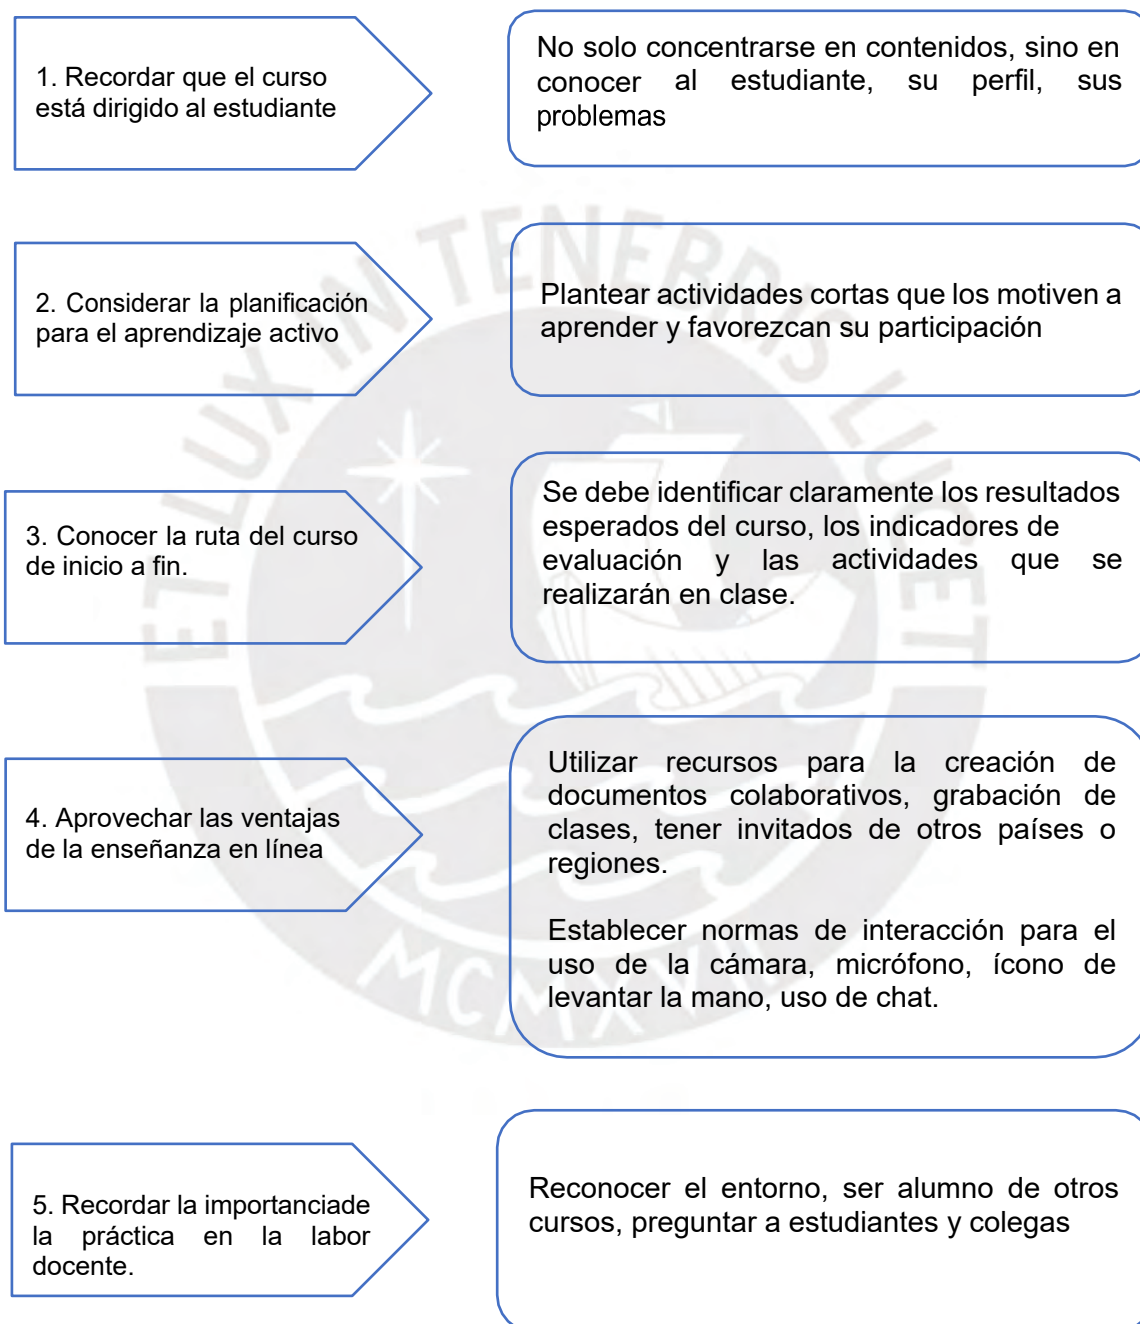 1. Recordar que el curso
está dirigido al estudiante
No solo concentrarse en contenidos, sino en
conocer al estudiante, su perfil, sus
problemas
2. Considerar la planificación
para el aprendizaje activo
Plantear actividades cortas que los motiven a
aprender y favorezcan su participación
3. Conocer la ruta del curso
de inicio a fin.
Se debe identificar claramente los resultados
esperados del curso, los indicadores de
evaluación y las actividades que se
realizarán en clase.
4. Aprovechar las ventajas
de la enseñanza en línea
Utilizar recursos para la creación de
documentos colaborativos, grabación de
clases, tener invitados de otros países o
regiones.
Establecer normas de interacción para el
uso de la cámara, micrófono, ícono de
levantar la mano, uso de chat.
5. Recordar la importanciade
la práctica en la labor
docente.
Reconocer el entorno, ser alumno de otros
cursos, preguntar a estudiantes y colegas
ET LUX IN TENEBRIS LUCET
MCMXVII